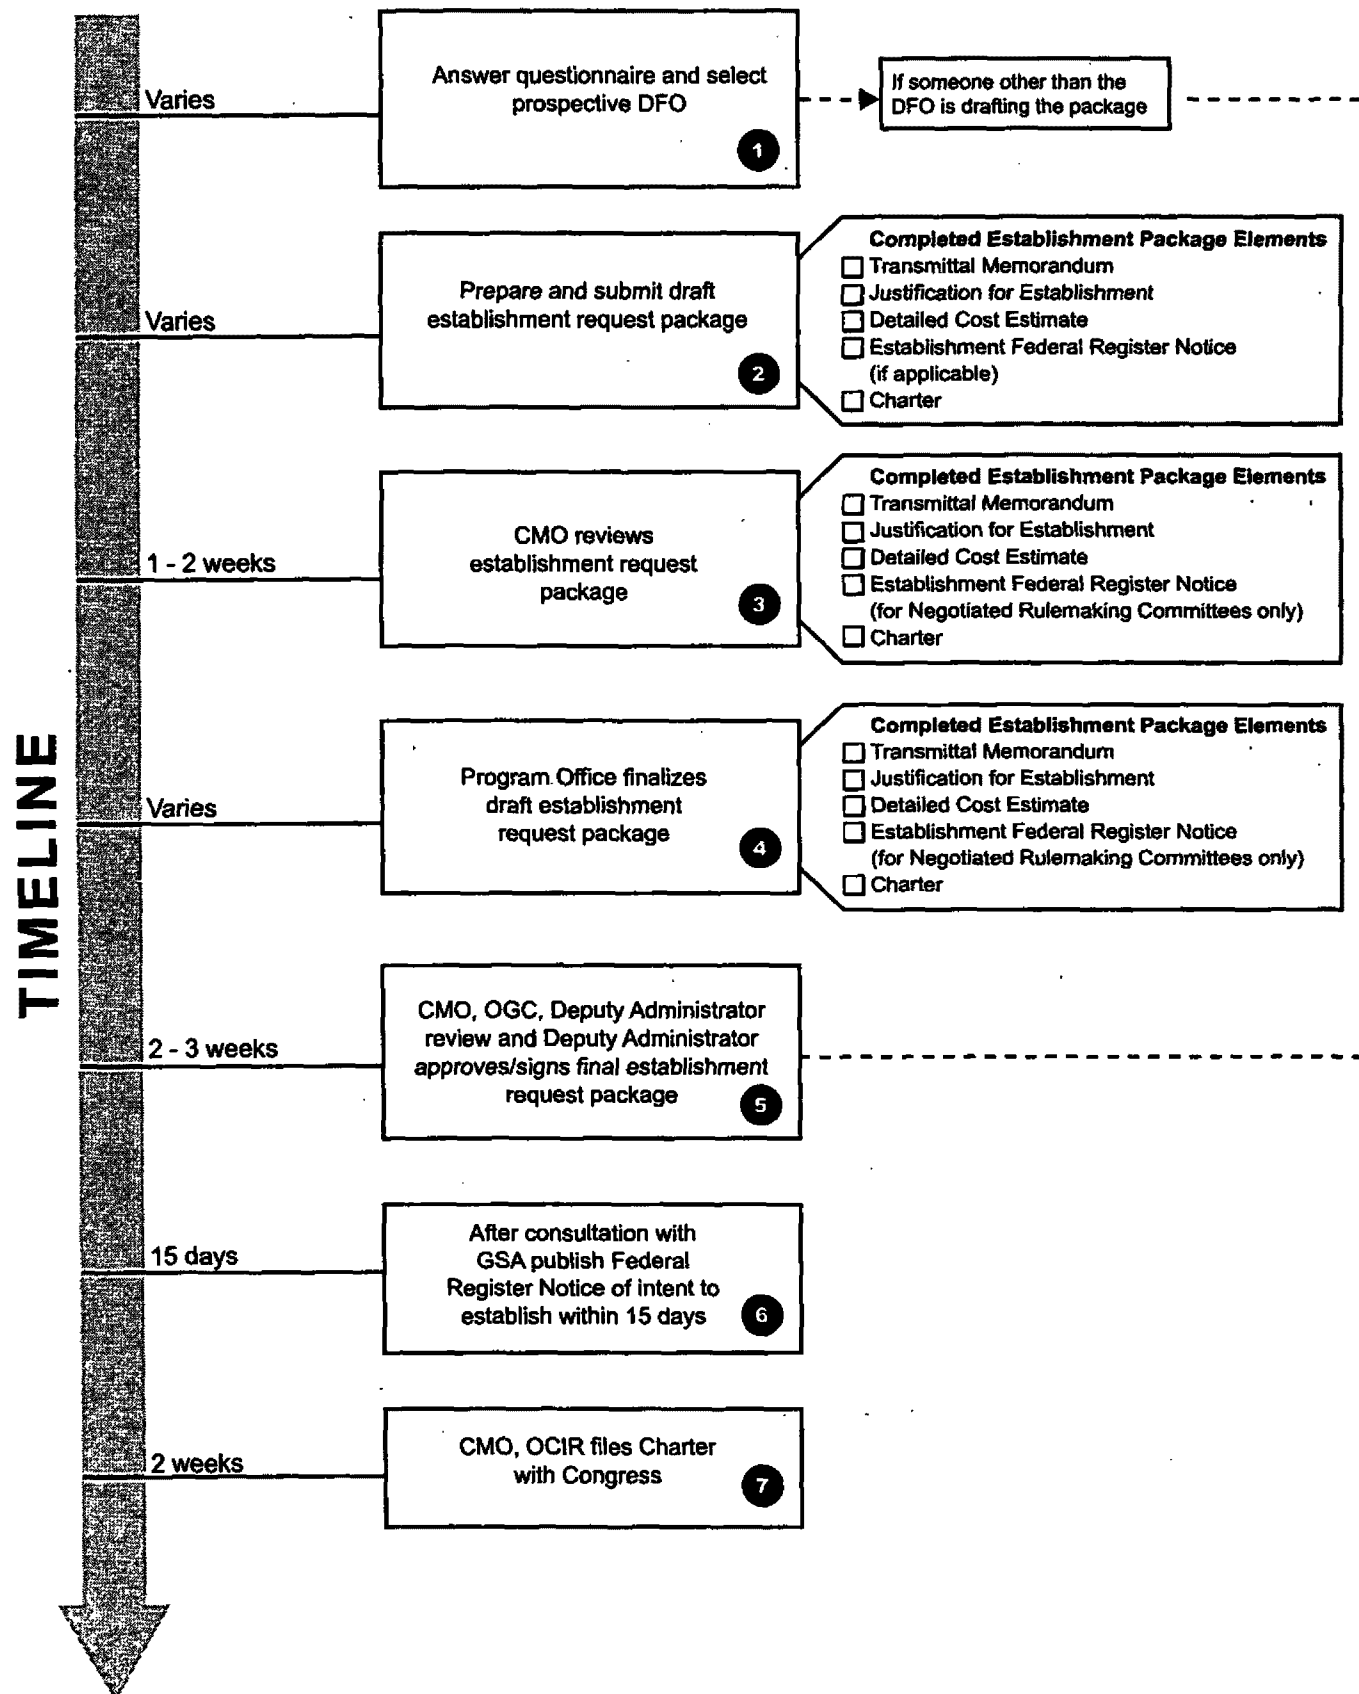 TIMELINE
Varies
Answer questionnaire and select
prospective DFO
1
If someone other than the
DFO is drafting the package
Varies
Prepare and submit draft
establishment request package
2
Completed Establishment Package Elements
Transmittal Memorandum
Justification for Establishment
Detailed Cost Estimate
Establishment Federal Register Notice
(if applicable)
Charter
1 - 2 weeks
CMO reviews
establishment request
package
3
Completed Establishment Package Elements
Transmittal Memorandum
Justification for Establishment
Detailed Cost Estimate
Establishment Federal Register Notice
(for Negotiated Rulemaking Committees only)
Charter
Varies
Program Office finalizes
draft establishment
request package
4
Completed Establishment Package Elements
Transmittal Memorandum
Justification for Establishment
Detailed Cost Estimate
Establishment Federal Register Notice
(for Negotiated Rulemaking Committees only)
Charter
2 - 3 weeks
CMO, OGC, Deputy Administrator
review and Deputy Administrator
approves/signs final establishment
request package
5
15 days
After consultation with
GSA publish Federal
Register Notice of intent to
establish within 15 days
6
2 weeks
CMO, OCIR files Charter
with Congress
7